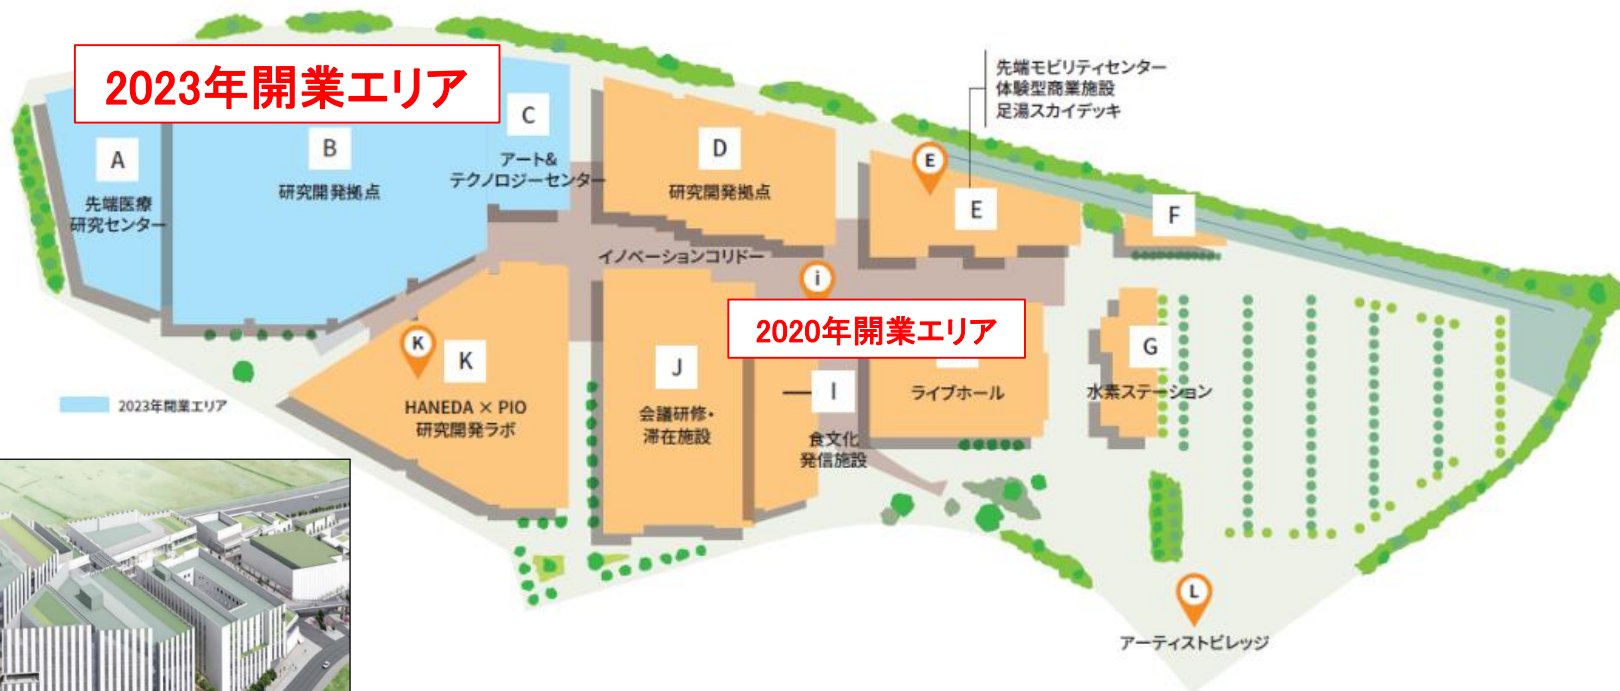 2023年開業エリア
先端モビリティセンター
体験型商業施設
足湯スカイデッキ
A
先端医療
研究センター
B
研究開発拠点
C
アート&
テクノロジーセンター
D
研究開発拠点
E
E
F
イノベーションコリドー
i
2020年開業エリア
K
K
HANEDA × PIO
研究開発ラボ
J
会議研修・
滞在施設
I
食文化
発信施設
ライブホール
G
水素ステーション
2023年開業エリア
L
アーティストビレッジ